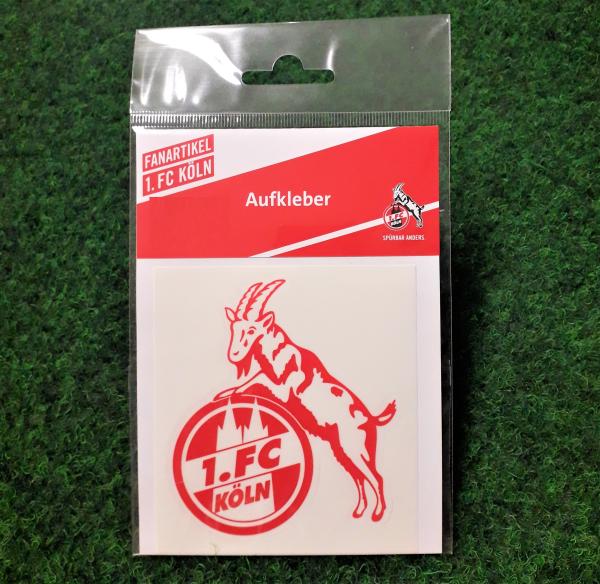 FANARTIKEL
1. FC KÖLN
Aufkleber
1.FC
KÖLN
SPÜRBAR ANDERS.
1.FC
KÖLN